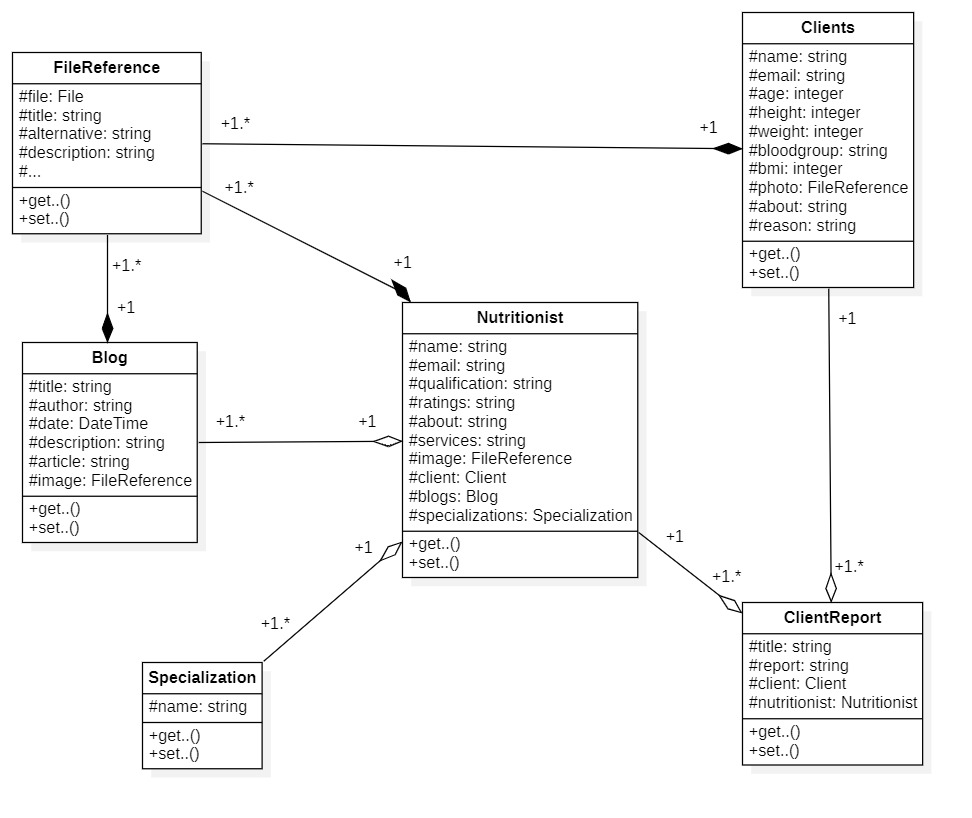 FileReference
#file: File
#title: string
#alternative: string
#description: string
#...
+get..()
+set..()
Clients
#name: string
#email: string
#age: integer
#height: integer
#weight: integer
#bloodgroup: string
#bmi: integer
#photo: FileReference
#about: string
#reason: string
+get..()
+set..()
+1.*
+1
+1.*
+1
+1.*
+1
Nutritionist
#name: string
#email: string
#qualification: string
#ratings: string
#about: string
#services: string
#image: FileReference
#client: Client
#blogs: Blog
#specializations: Specialization
+get..()
+set..()
Blog
#title: string
#author: string
#date: DateTime
#description: string
#article: string
#image: FileReference
+get..()
+set..()
+1.*
+1
+1
+1.*
+1
+1.*
+1
+1.*
Specialization
#name: string
+get..()
+set..()
ClientReport
#title: string
#report: string
#client: Client
#nutritionist: Nutritionist
+get..()
+set..()